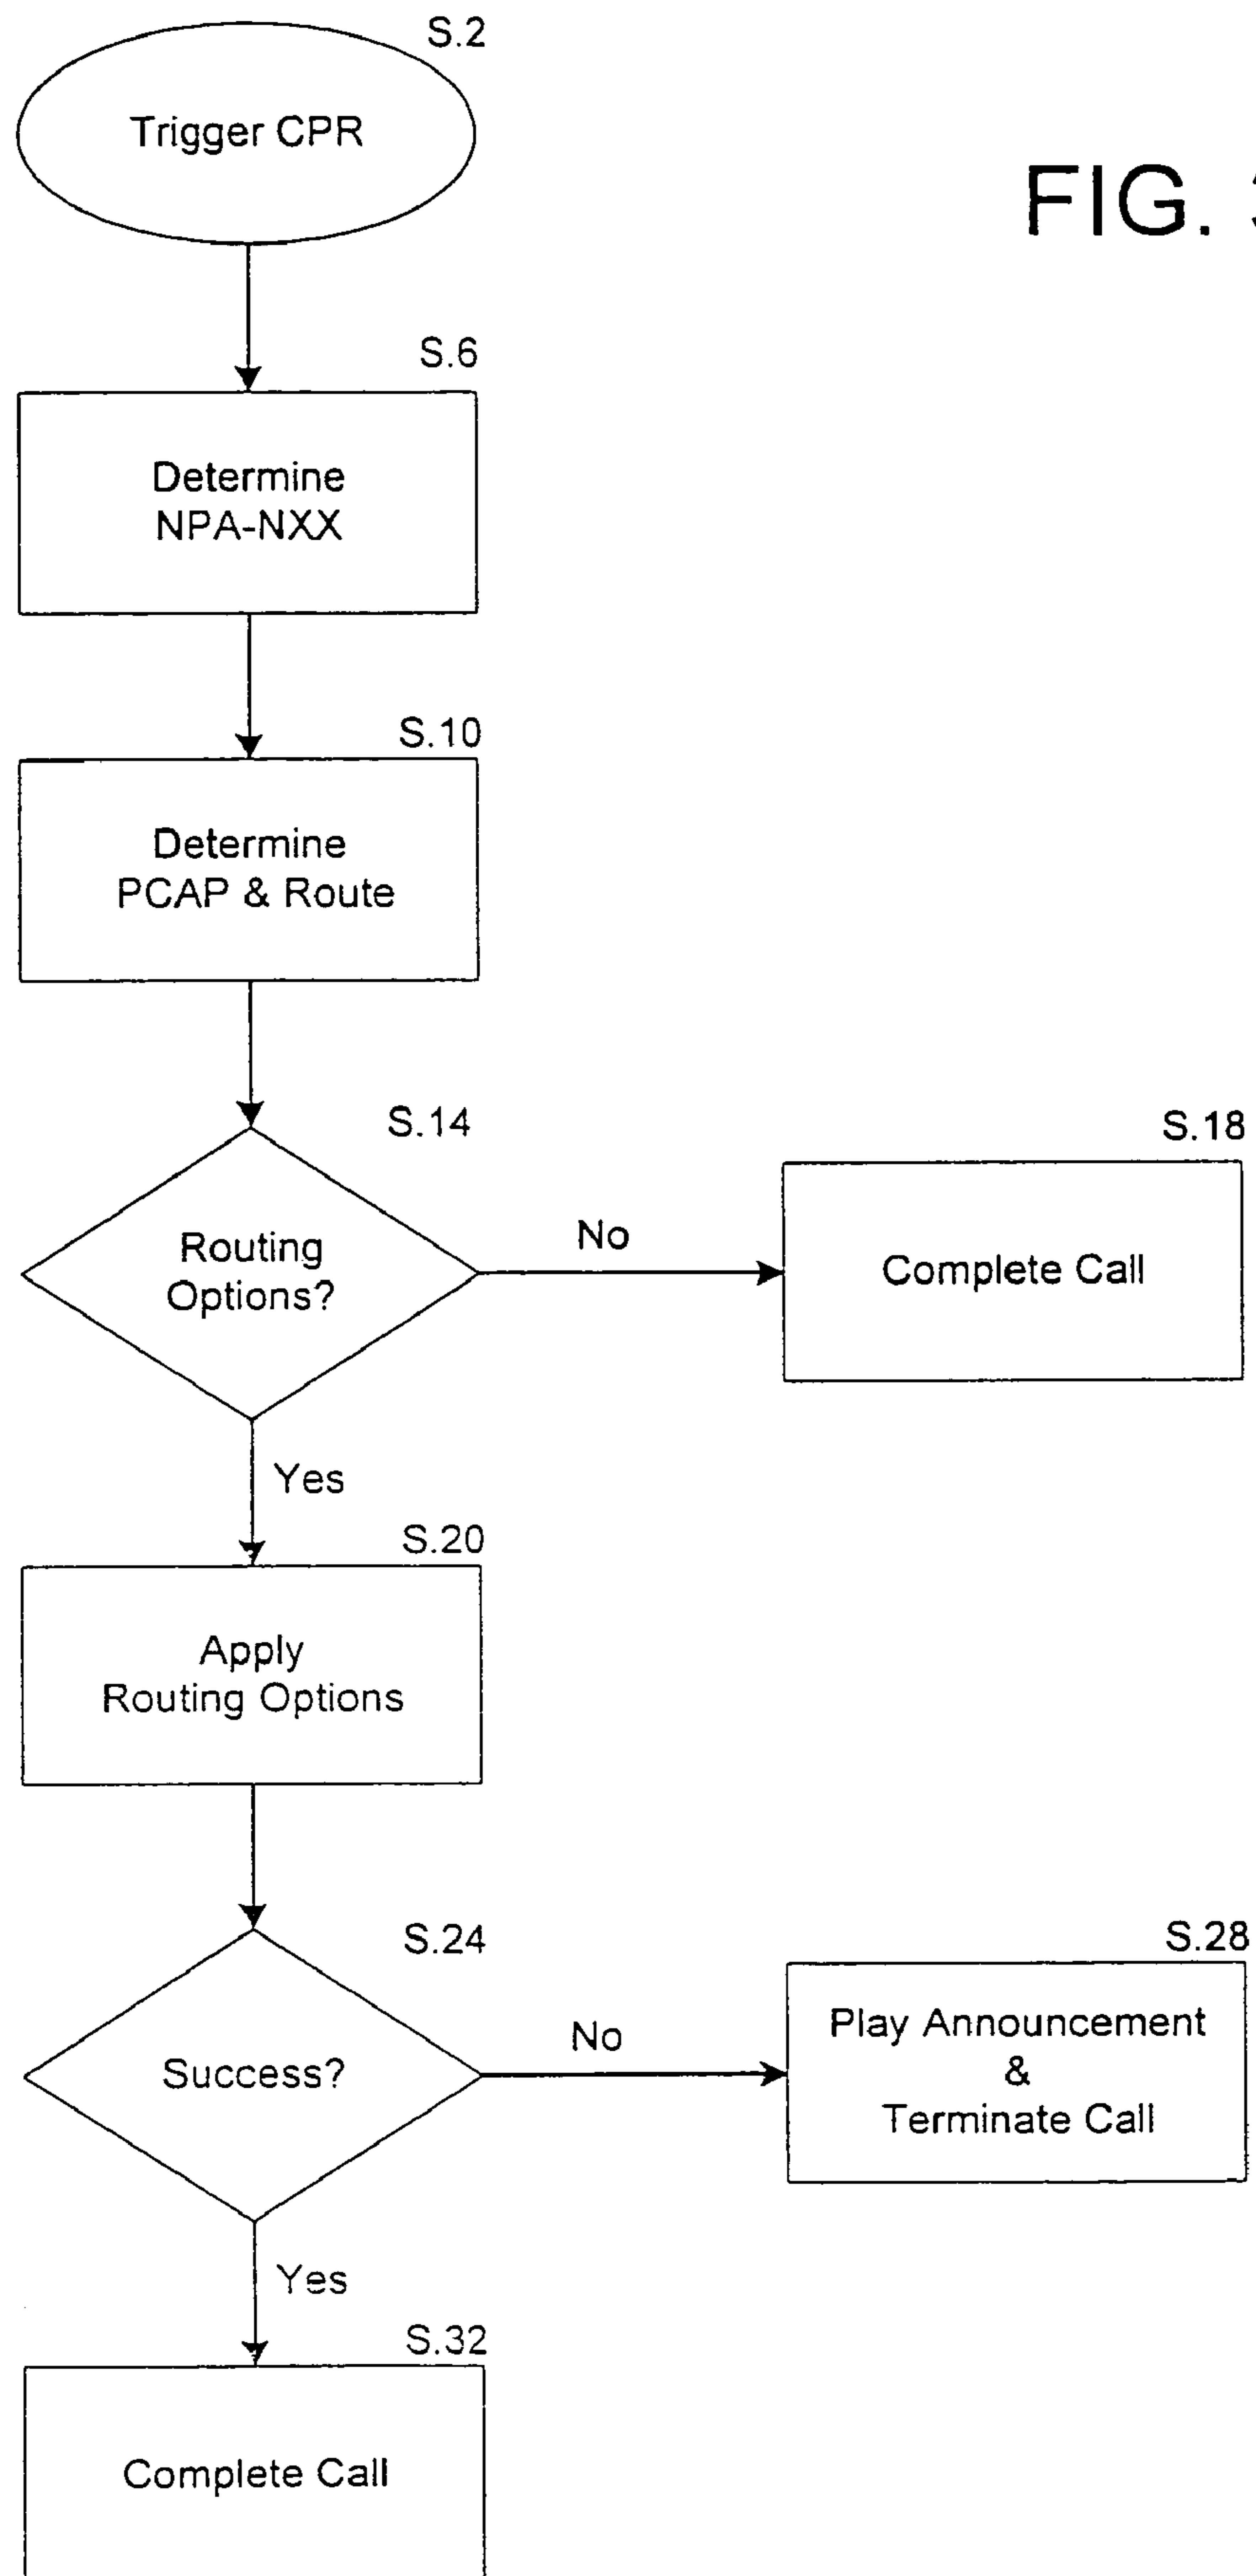 S.2
Trigger CPR
FIG.
S.6
Determine
NPA-NXX
S.10
Determine
PCAP & Route
S.14
Routing
Options?
No
S.18
Complete Call
Yes
S.20
Apply
Routing Options
S.24
Success?
No
S.28
Play Announcement
&
Terminate Call
Yes
S.32
Complete Call